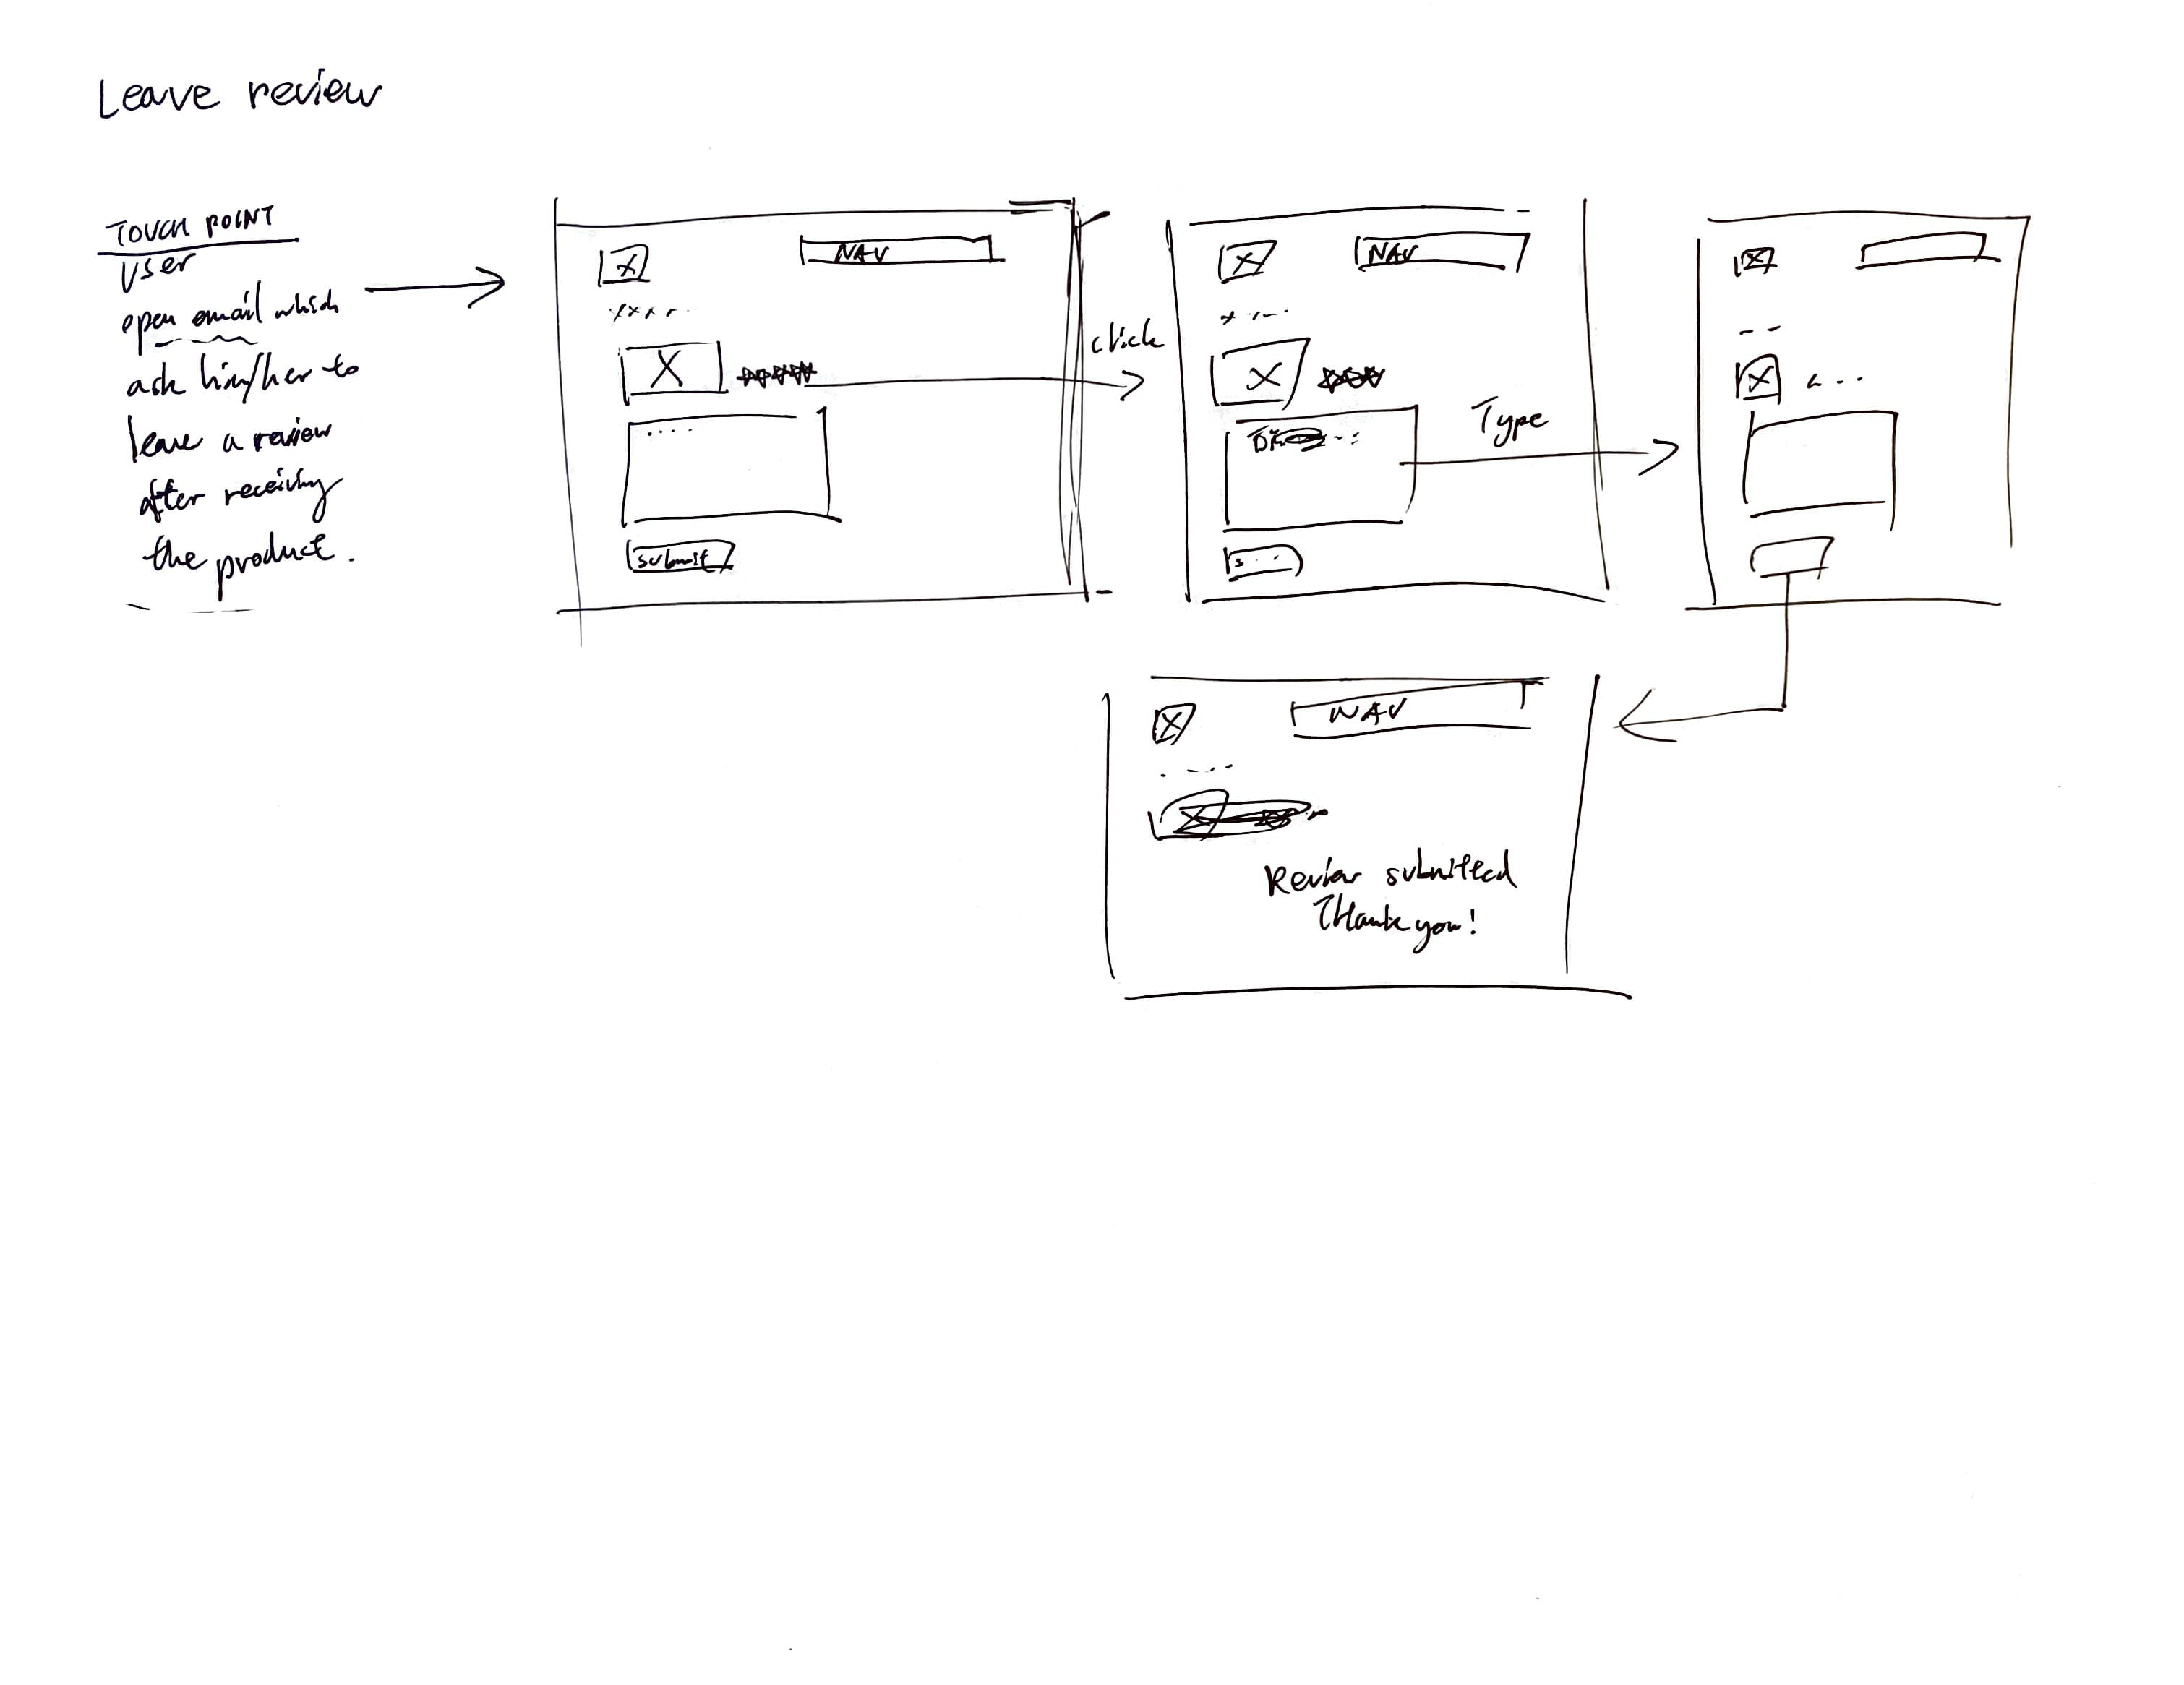 Leave review
TOUCH POINT
User
open email which
ask him/her to
leave a review
after receiving
the product.
NAV
submit
click
NAV
Type
NAV
Review submitted
Thank you!